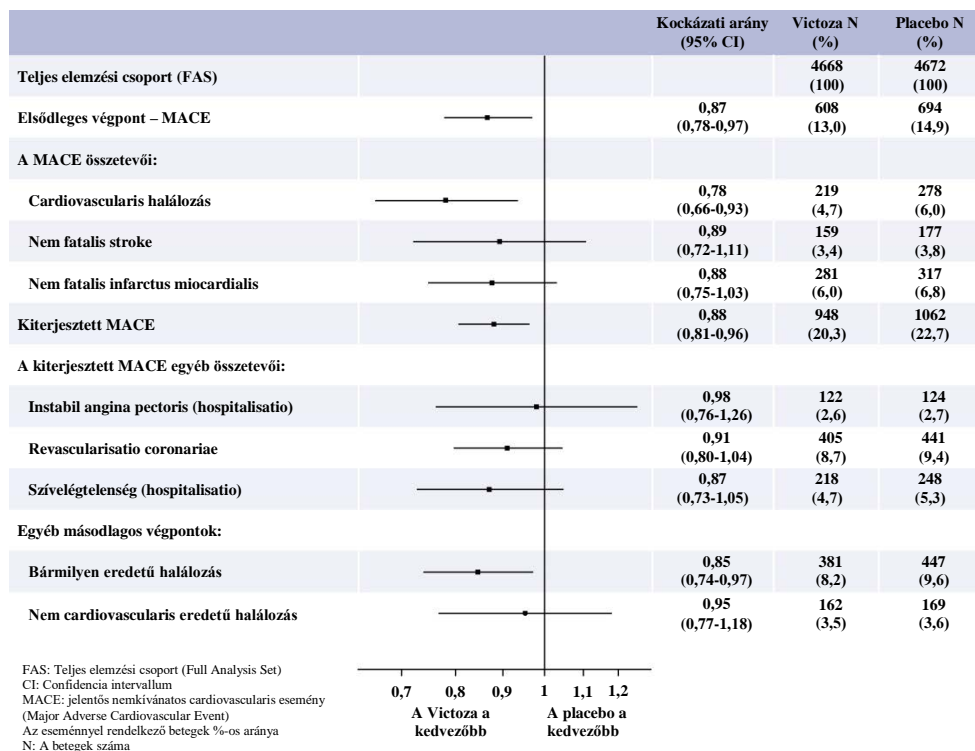 Kockázati arány Victoza N Placebo N
(95% CI) (%) (%)
Teljes elemzési csoport (FAS) 4668 4672
(100) (100)
Elsődleges végpont – MACE 0,87 608 694
(0,78-0,97) (13,0) (14,9)
A MACE összetevői:
Cardiovascularis halálozás 0,78 219 278
(0,66-0,93) (4,7) (6,0)
Nem fatalis stroke 0,89 159 177
(0,72-1,11) (3,4) (3,8)
Nem fatalis infarctus miocardialis 0,88 281 317
(0,75-1,03) (6,0) (6,8)
Kiterjesztett MACE 0,88 948 1062
(0,81-0,96) (20,3) (22,7)
A kiterjesztett MACE egyéb összetevői:
Instabil angina pectoris (hospitalisatio) 0,98 122 124
(0,76-1,26) (2,6) (2,7)
Revascularisatio coronariae 0,91 405 441
(0,80-1,04) (8,7) (9,4)
Szívelégtelenség (hospitalisatio) 0,87 218 248
(0,73-1,05) (4,7) (5,3)
Egyéb másodlagos végpontok:
Bármilyen eredetű halálozás 0,85 381 447
(0,74-0,97) (8,2) (9,6)
Nem cardiovascularis eredetű halálozás 0,95 162 169
(0,77-1,18) (3,5) (3,6)
FAS: Teljes elemzési csoport (Full Analysis Set)
CI: Confidencia intervallum
MACE: jelentős nemkívánatos cardiovascularis esemény
(Major Adverse Cardiovascular Event)
Az eseménnyel rendelkező betegek %-os aránya
N: A betegek száma
0,7 0,8 0,9 1 1,1 1,2
A Victoza a A placebo a
kedvezőbb kedvezőbb